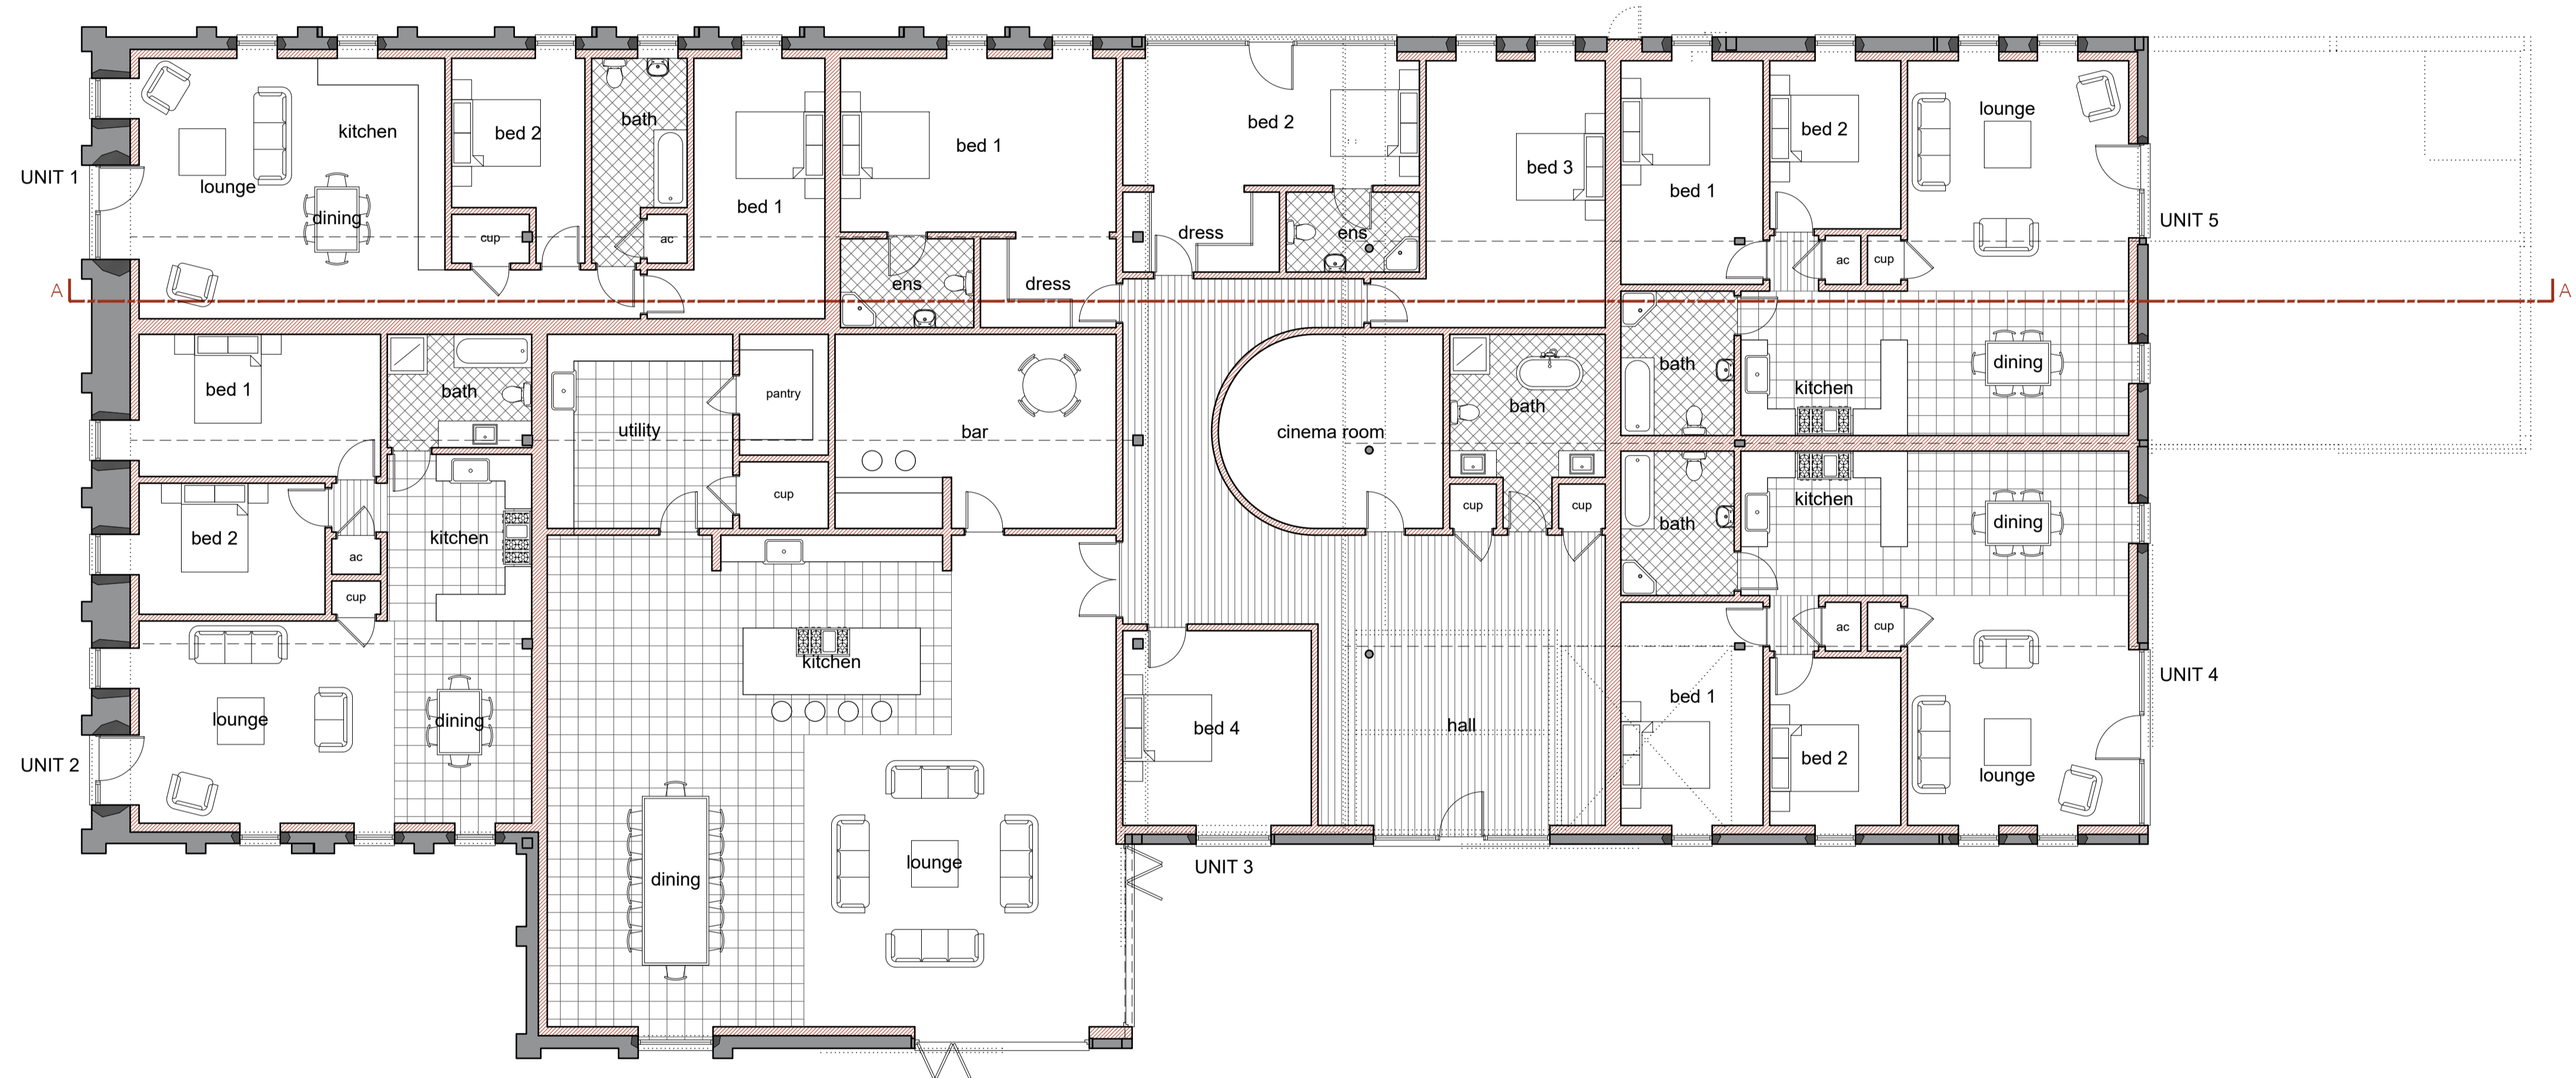 UNIT 1
lounge
kitchen
dining
bed 2
cup
bath
ac
bed 1
bed 1
ens
dress
bed 2
dress
ens
bed 3
bed 1
bed 2
ac
cup
lounge
UNIT 5
A
A
bed 1
bath
bed 2
ac
cup
kitchen
lounge
dining
UNIT 2
utility
pantry
cup
bar
kitchen
dining
lounge
cinema room
bath
cup
cup
bed 4
hall
UNIT 3
bath
kitchen
dining
bath
kitchen
dining
ac
cup
bed 1
bed 2
lounge
UNIT 4